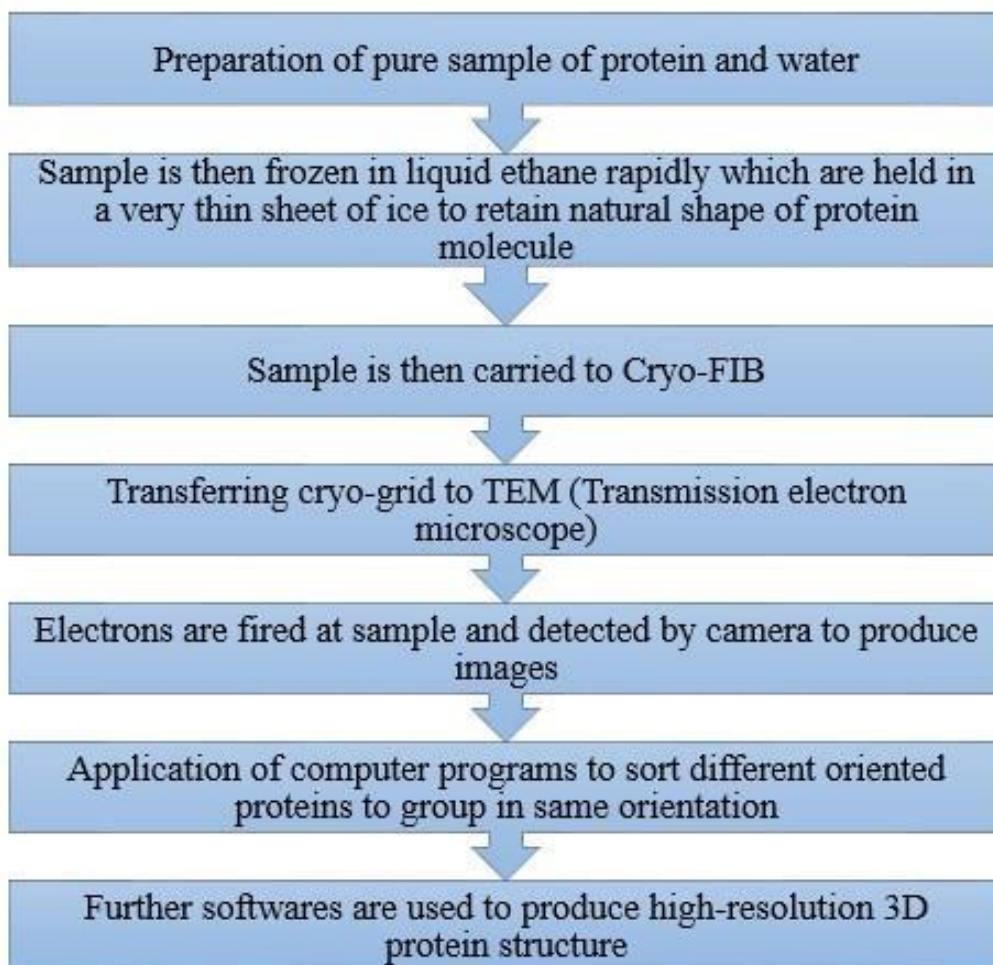 Preparation of pure sample of protein and water
Sample is then frozen in liquid ethane rapidly which are held in
a very thin sheet of ice to retain natural shape of protein
molecule
Sample is then carried to Cryo-FIB
Transferring cryo-grid to TEM (Transmission electron
microscope)
Electrons are fired at sample and detected by camera to produce
images
Application of computer programs to sort different oriented
proteins to group in same orientation
Further softwares are used to produce high-resolution 3D
protein structure